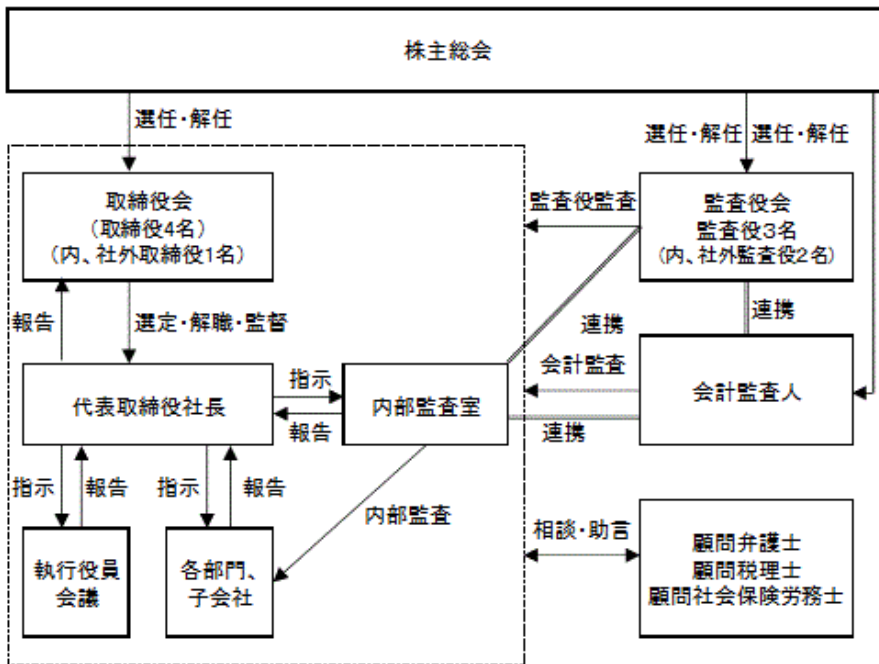 株主総会
選任・解任
選任・解任
選任・解任
取締役会
(取締役4名)
(内、社外取締役1名)
監査役監査
監査役会
監査役3名
(内、社外監査役2名)
報告
選定・解職・監督
連携
連携
代表取締役社長
指示
報告
内部監査室
会計監査
連携
会計監査人
指示
報告
指示
報告
内部監査
執行役員
会議
各部門、
子会社
相談・助言
顧問弁護士
顧問税理士
顧問社会保険労務士